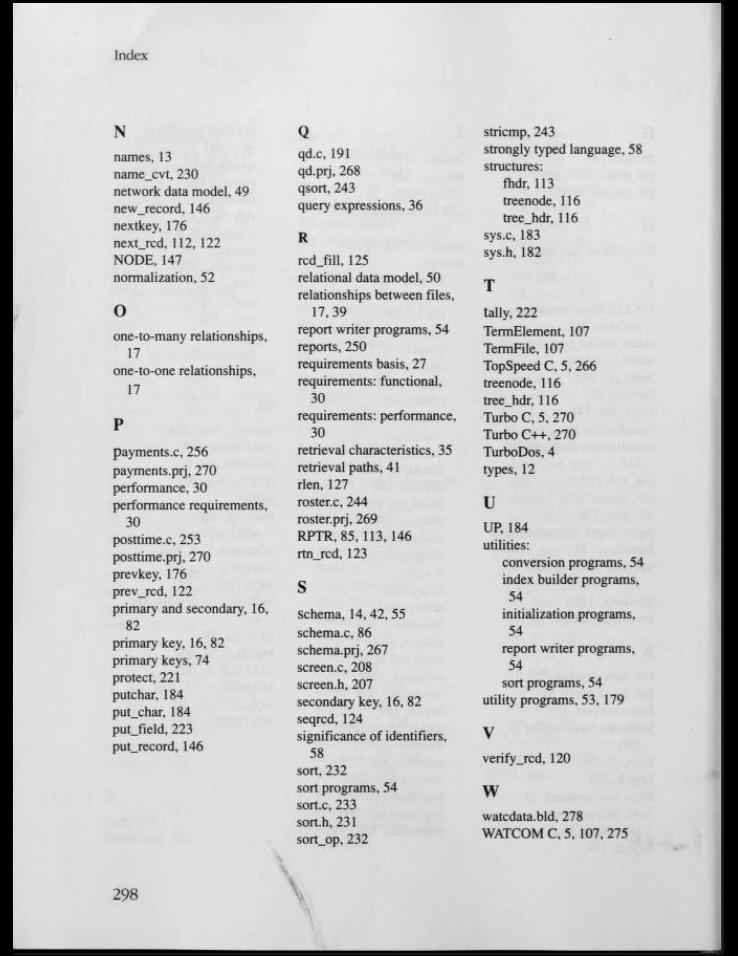 Index
N
names, 13
name_cvt, 230
network data model, 49
new_record, 146
nextkey, 176
next_rcd, 112, 122
NODE, 147
normalization, 52
O
one-to-many relationships,
17
one-to-one relationships,
17
P
payments.c, 256
payments.prj, 270
performance, 30
performance requirements,
30
posttime.c, 253
posttime.prj, 270
prevkey, 176
prev_rcd, 122
primary and secondary, 16,
82
primary key, 16, 82
primary keys, 74
protect, 221
putchar, 184
put_char, 184
put_field, 223
put_record, 146
Q
qd.c, 191
qd.prj, 268
qsort, 243
query expressions, 36
R
rcd_fill, 125
relational data model, 50
relationships between files,
17, 39
report writer programs, 54
reports, 250
requirements basis, 27
requirements: functional,
30
requirements: performance,
30
retrieval characteristics, 35
retrieval paths, 41
rlen, 127
roster.c, 244
roster.prj, 269
RPTR, 85, 113, 146
rtn_rcd, 123
S
Schema, 14, 42, 55
schema.c, 86
schema.prj, 267
screen.c, 208
screen.h, 207
secondary key, 16, 82
seqrcd, 124
significance of identifiers,
58
sort, 232
sort programs, 54
sort.c, 233
sort.h, 231
sort_op, 232
stricmp, 243
strongly typed language, 58
structures:
fhdr, 113
treenode, 116
tree_hdr, 116
sys.c, 183
sys.h, 182
T
tally, 222
TermElement, 107
TermFile, 107
TopSpeed C, 5, 266
treenode, 116
tree_hdr, 116
Turbo C, 5, 270
Turbo C++, 270
TurboDos, 4
types, 12
U
UP, 184
utilities:
conversion programs, 54
index builder programs,
54
initialization programs,
54
report writer programs,
54
sort programs, 54
utility programs, 53, 179
V
verify_rcd, 120
W
watcdata.bld, 278
WATCOM C, 5, 107, 275
298